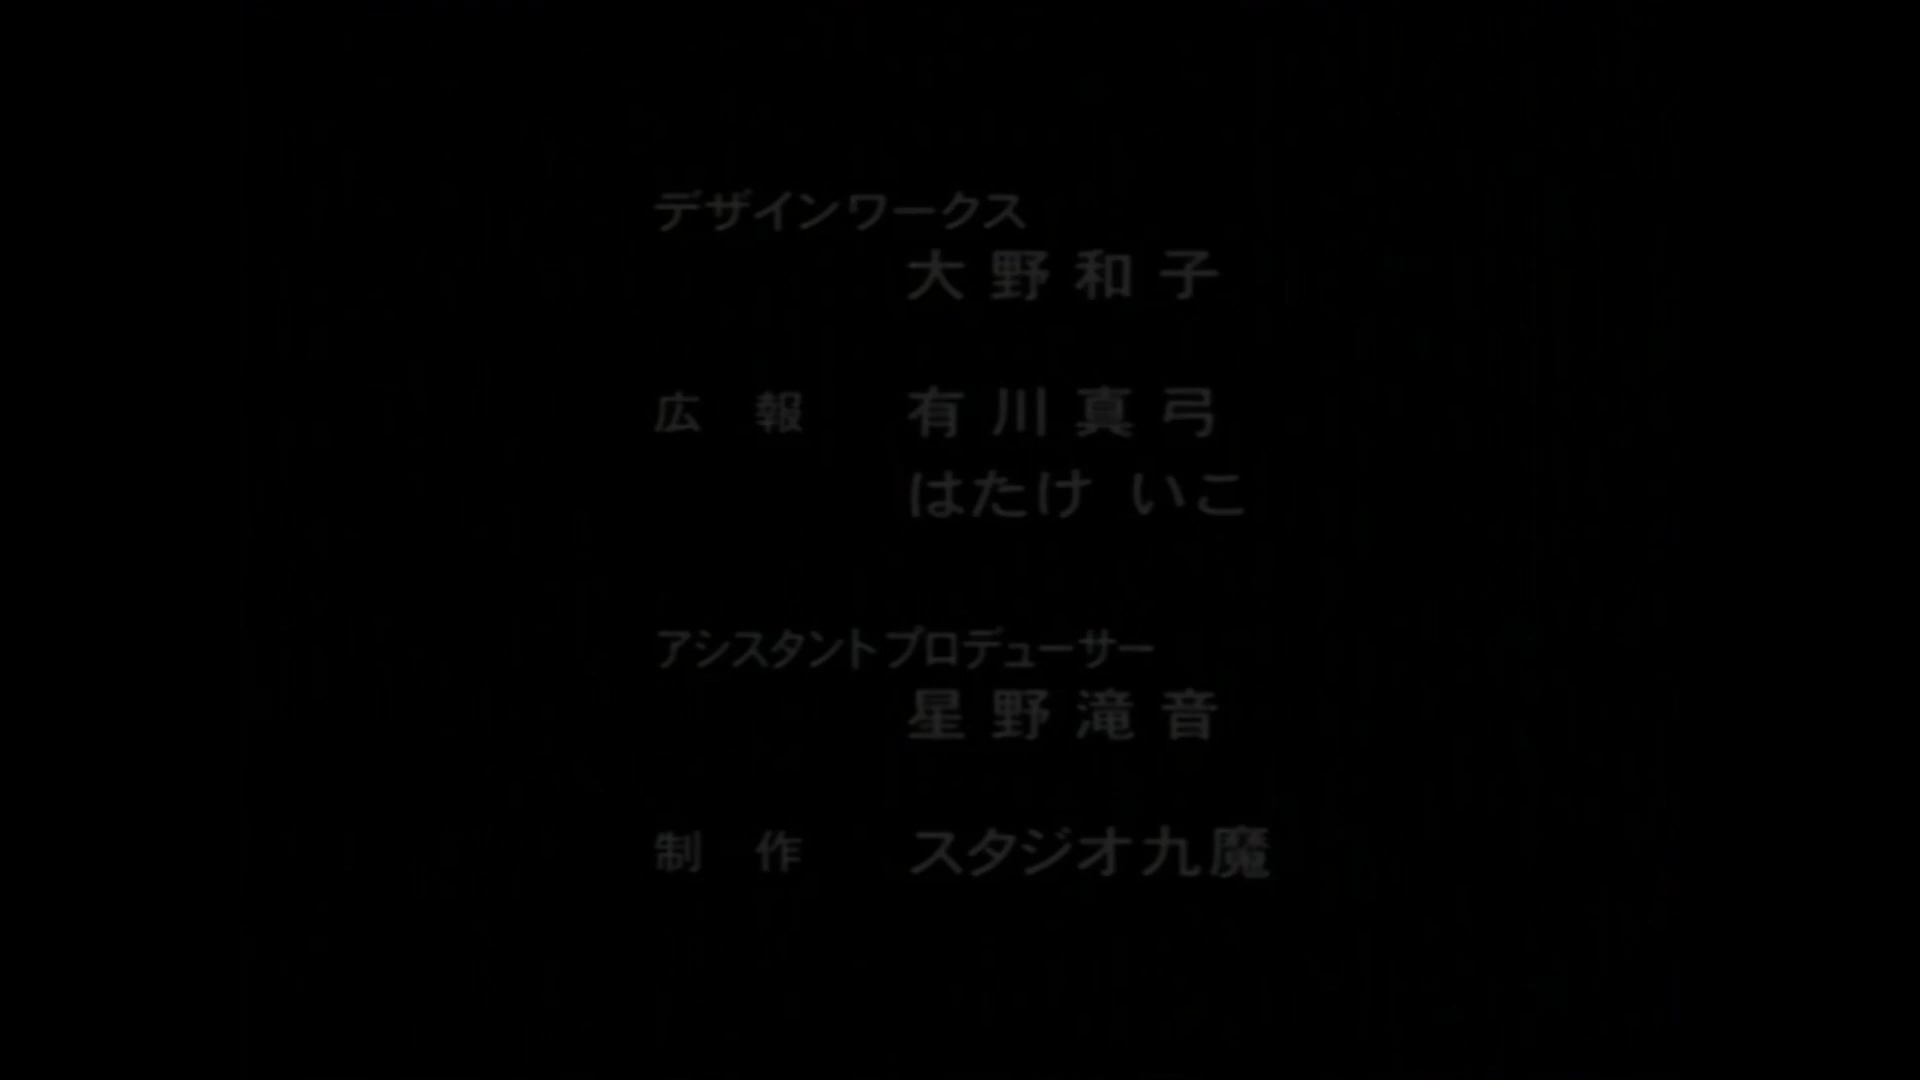 デザインワークス
大野和子
広 報 有川真弓
はたけ いこ
アシスタントプロデューサー
星野滝音
制 作 スタジオ九魔